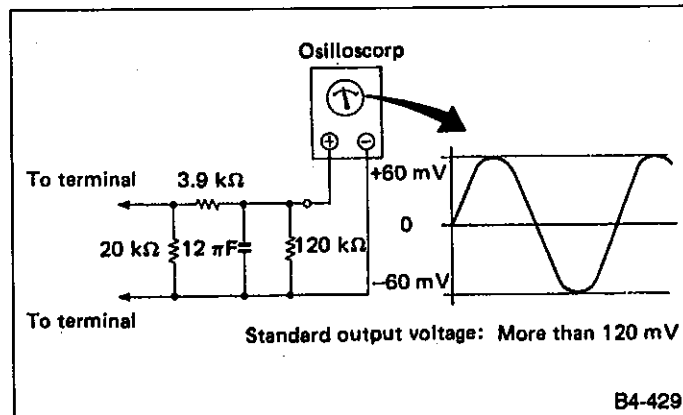 Osilloscorp
+60 mV
To terminal
3.9 kΩ
0
20 kΩ
12 πF
120 kΩ
−60 mV
To terminal
Standard output voltage: More than 120 mV
B4-429